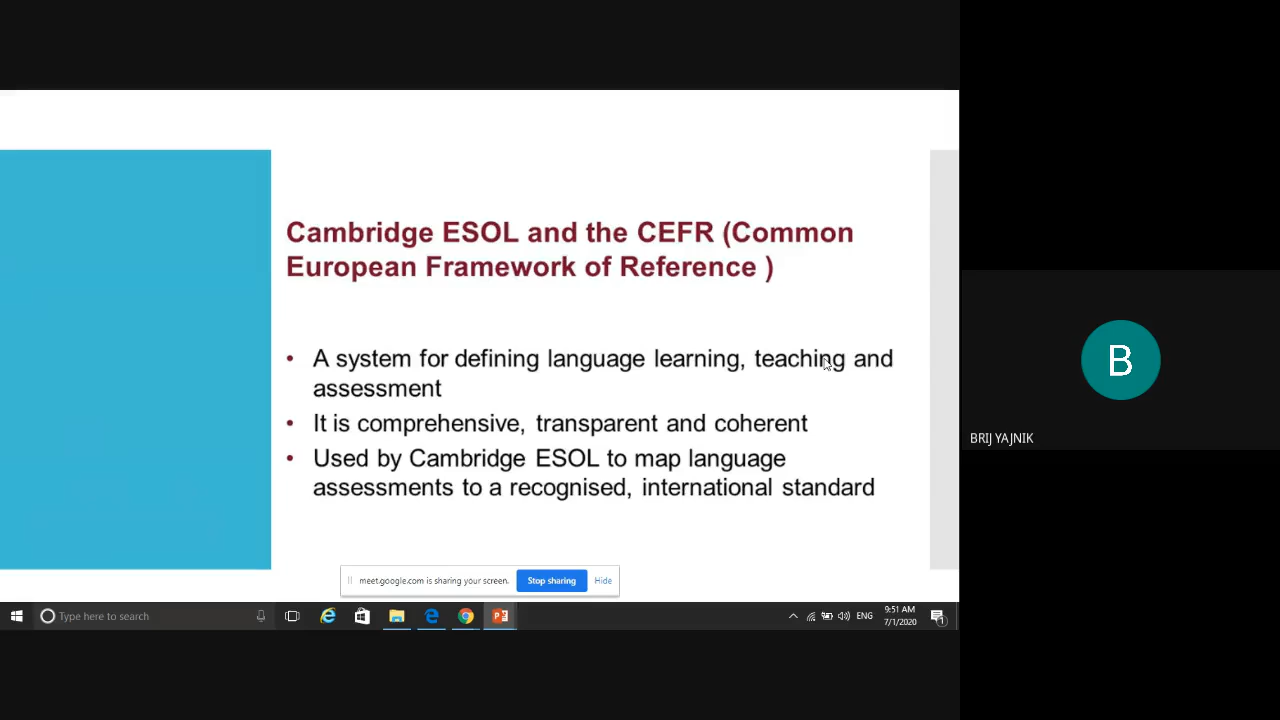 Cambridge ESOL and the CEFR (Common
European Framework of Reference )
• A system for defining language learning, teaching and
assessment
• It is comprehensive, transparent and coherent
• Used by Cambridge ESOL to map language
assessments to a recognised, international standard
meet.google.com is sharing your screen.
Stop sharing
Hide
Type here to search
ENG
9:51 AM
7/1/2020
1
B
BRIJ YAJNIK